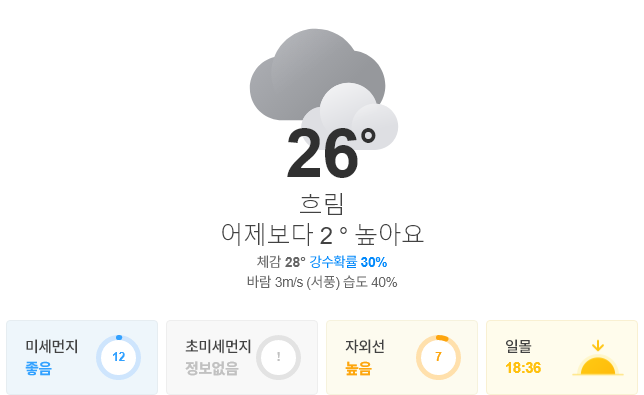 26°
흐림
어제보다 2 ° 높아요
체감 28° 강수확률 30%
바람 3m/s (서풍) 습도 40%
미세먼지
좋음
12
초미세먼지
정보없음
!
자외선
높음
7
일몰
18:36